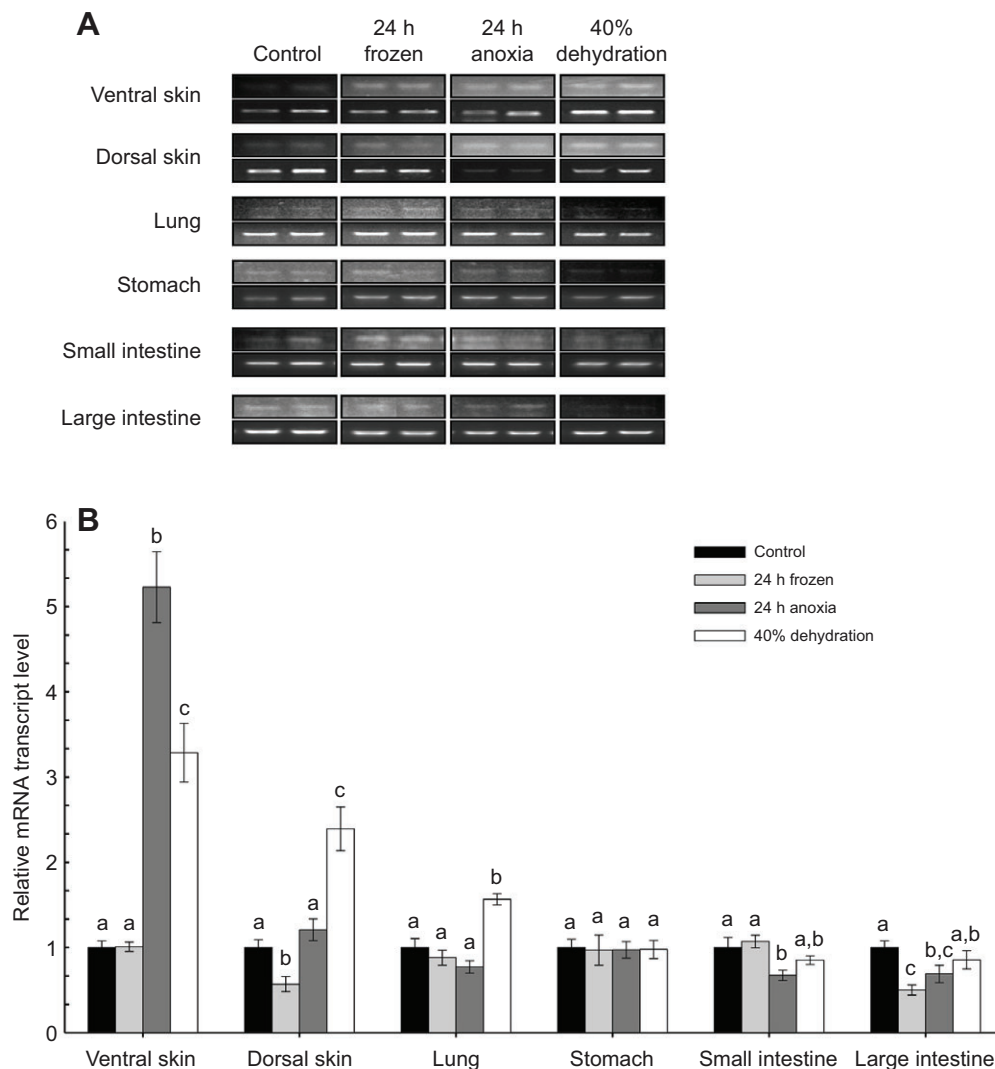 A
Control
24 h
frozen
24 h
anoxia
40%
dehydration
Ventral skin
Dorsal skin
Lung
Stomach
Small intestine
Large intestine
B
6
5
4
3
2
1
0
Relative mRNA transcript level
Control
24 h frozen
24 h anoxia
40% dehydration
a a b c
a b a c
a a a b
a a a a
a a b a,b
a c b,c a,b
Ventral skin
Dorsal skin
Lung
Stomach
Small intestine
Large intestine